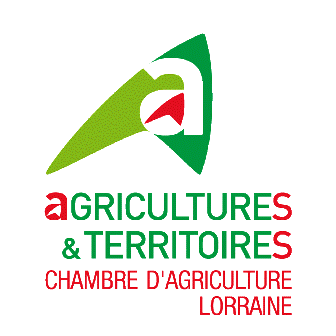 a
aGRICULTURES
& TERRITOIRES
CHAMBRE D'AGRICULTURE
LORRAINE